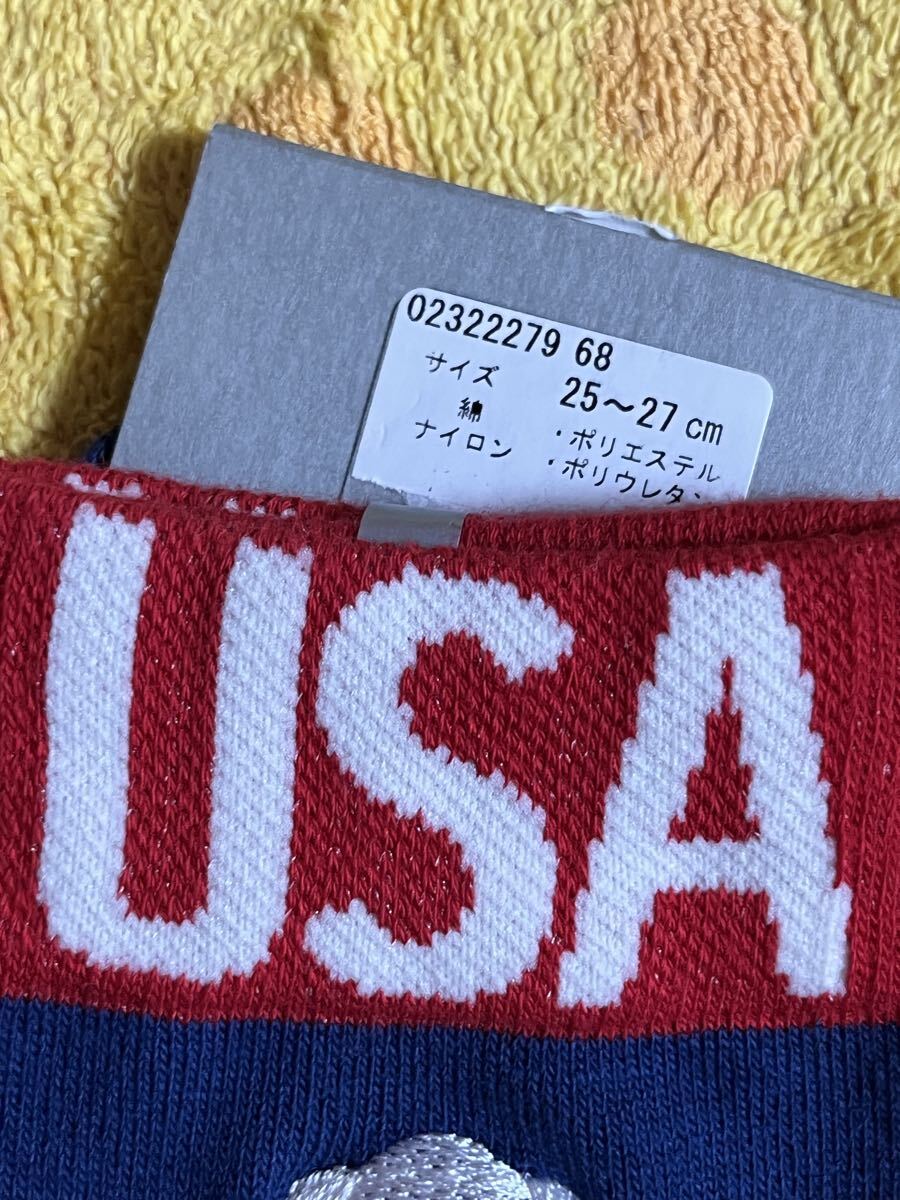 02322279 68
サイズ 25～27cm
綿 ・ポリエステル
ナイロン ・ポリウレタン
USA